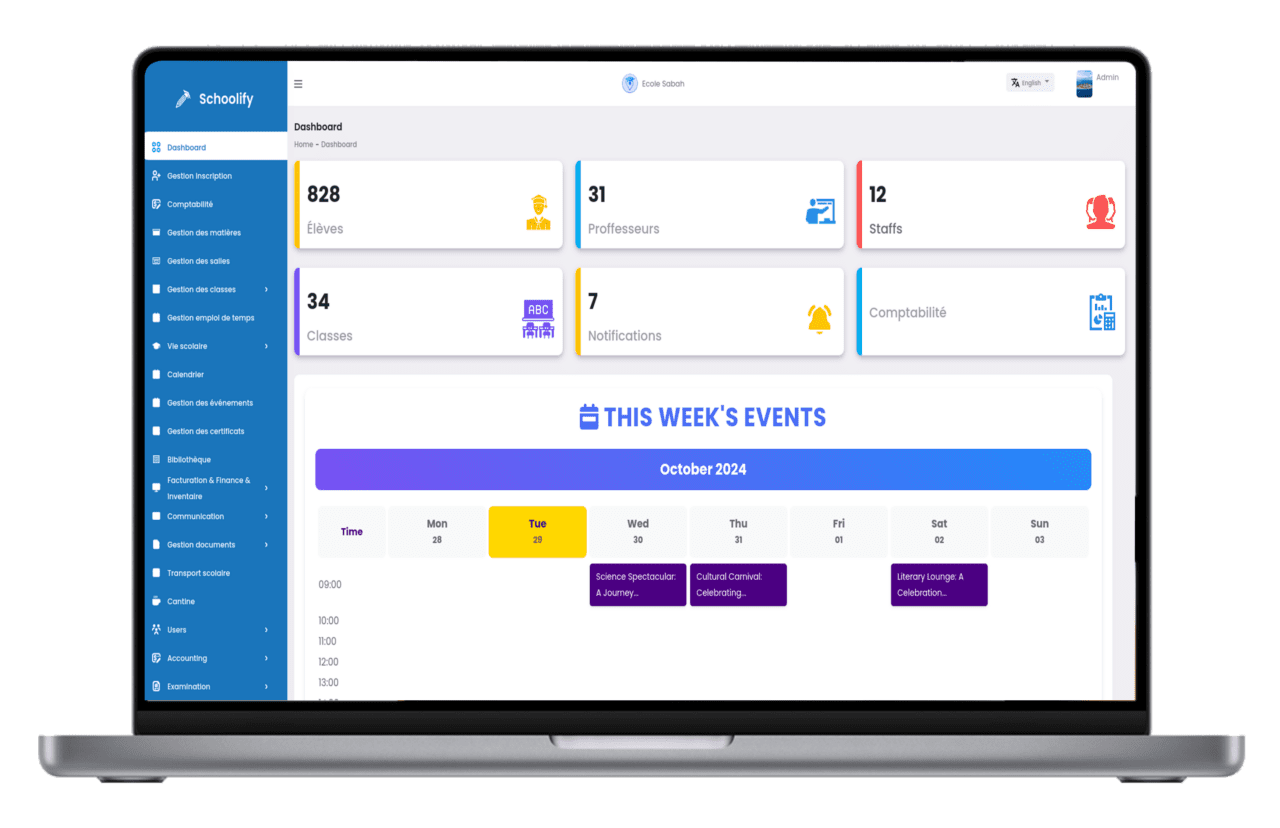 Schoolify
Ecole Sabah
English
Admin
Dashboard
Home - Dashboard
Dashboard
Gestion Inscription
Comptabilité
Gestion des matières
Gestion des salles
Gestion des classes
Gestion emploi de temps
Vie scolaire
Calendrier
Gestion des événements
Gestion des certificats
Bibliothèque
Facturation & Finance &
Inventaire
Communication
Gestion documents
Transport scolaire
Cantine
Users
Accounting
Examination
828
Élèves
31
Proffesseurs
12
Staffs
34
Classes
ABC
7
Notifications
Comptabilité
THIS WEEK'S EVENTS
October 2024
Time
Mon
28
Tue
29
Wed
30
Thu
31
Fri
01
Sat
02
Sun
03
09:00
Science Spectacular:
A Journey...
Cultural Carnival:
Celebrating...
Literary Lounge: A
Celebration...
10:00
11:00
12:00
13:00